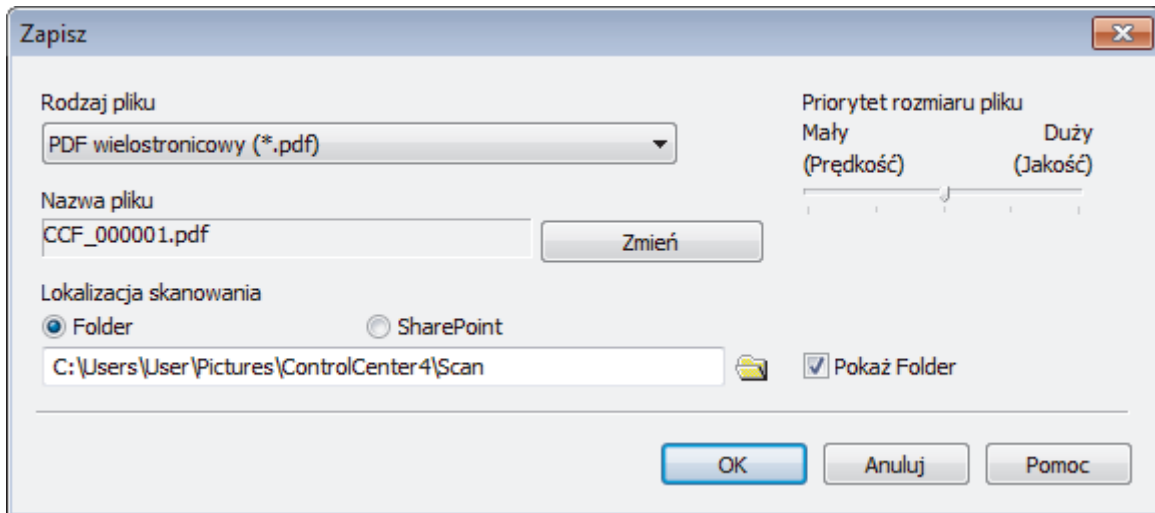 Zapisz
Rodzaj pliku
PDF wielostronicowy (*.pdf)
Priorytet rozmiaru pliku
Mały Duży
(Prędkość) (Jakość)
Nazwa pliku
CCF_000001.pdf
Zmień
Lokalizacja skanowania
Folder SharePoint
C:\Users\User\Pictures\ControlCenter4\Scan
Pokaż Folder
OK Anuluj Pomoc